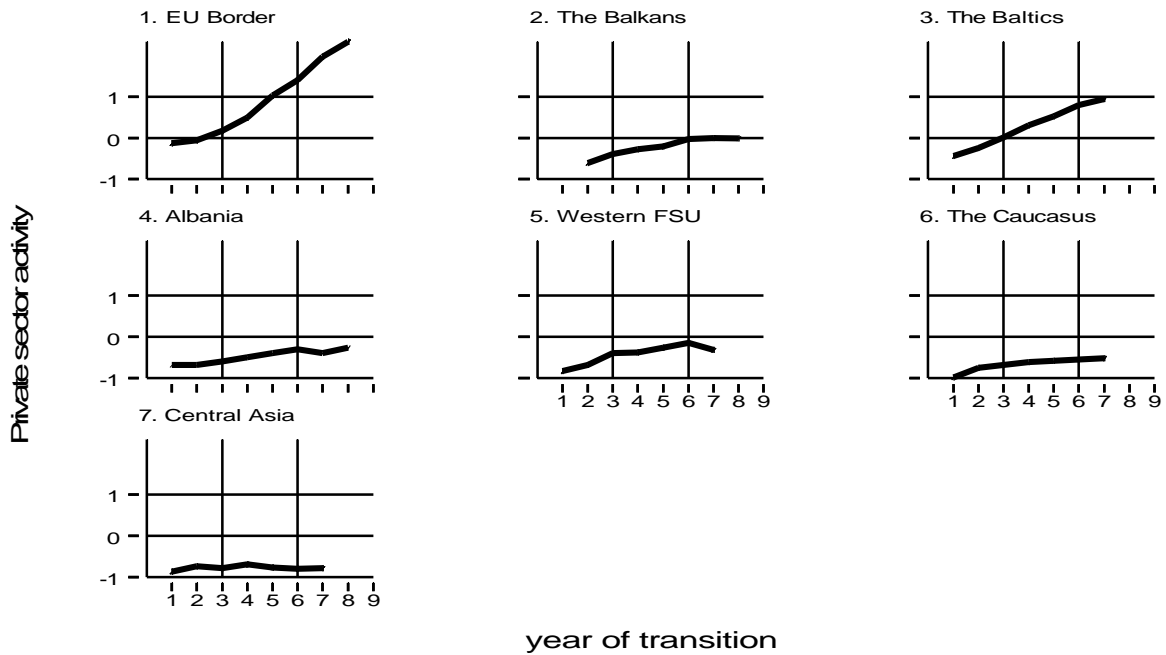 1. EU Border
2. The Balkans
3. The Baltics
1
0
-1
4. Albania
5. Western FSU
6. The Caucasus
1
0
-1
1 2 3 4 5 6 7 8 9
1 2 3 4 5 6 7 8 9
7. Central Asia
1
0
-1
1 2 3 4 5 6 7 8 9
Private sector activity
year of transition